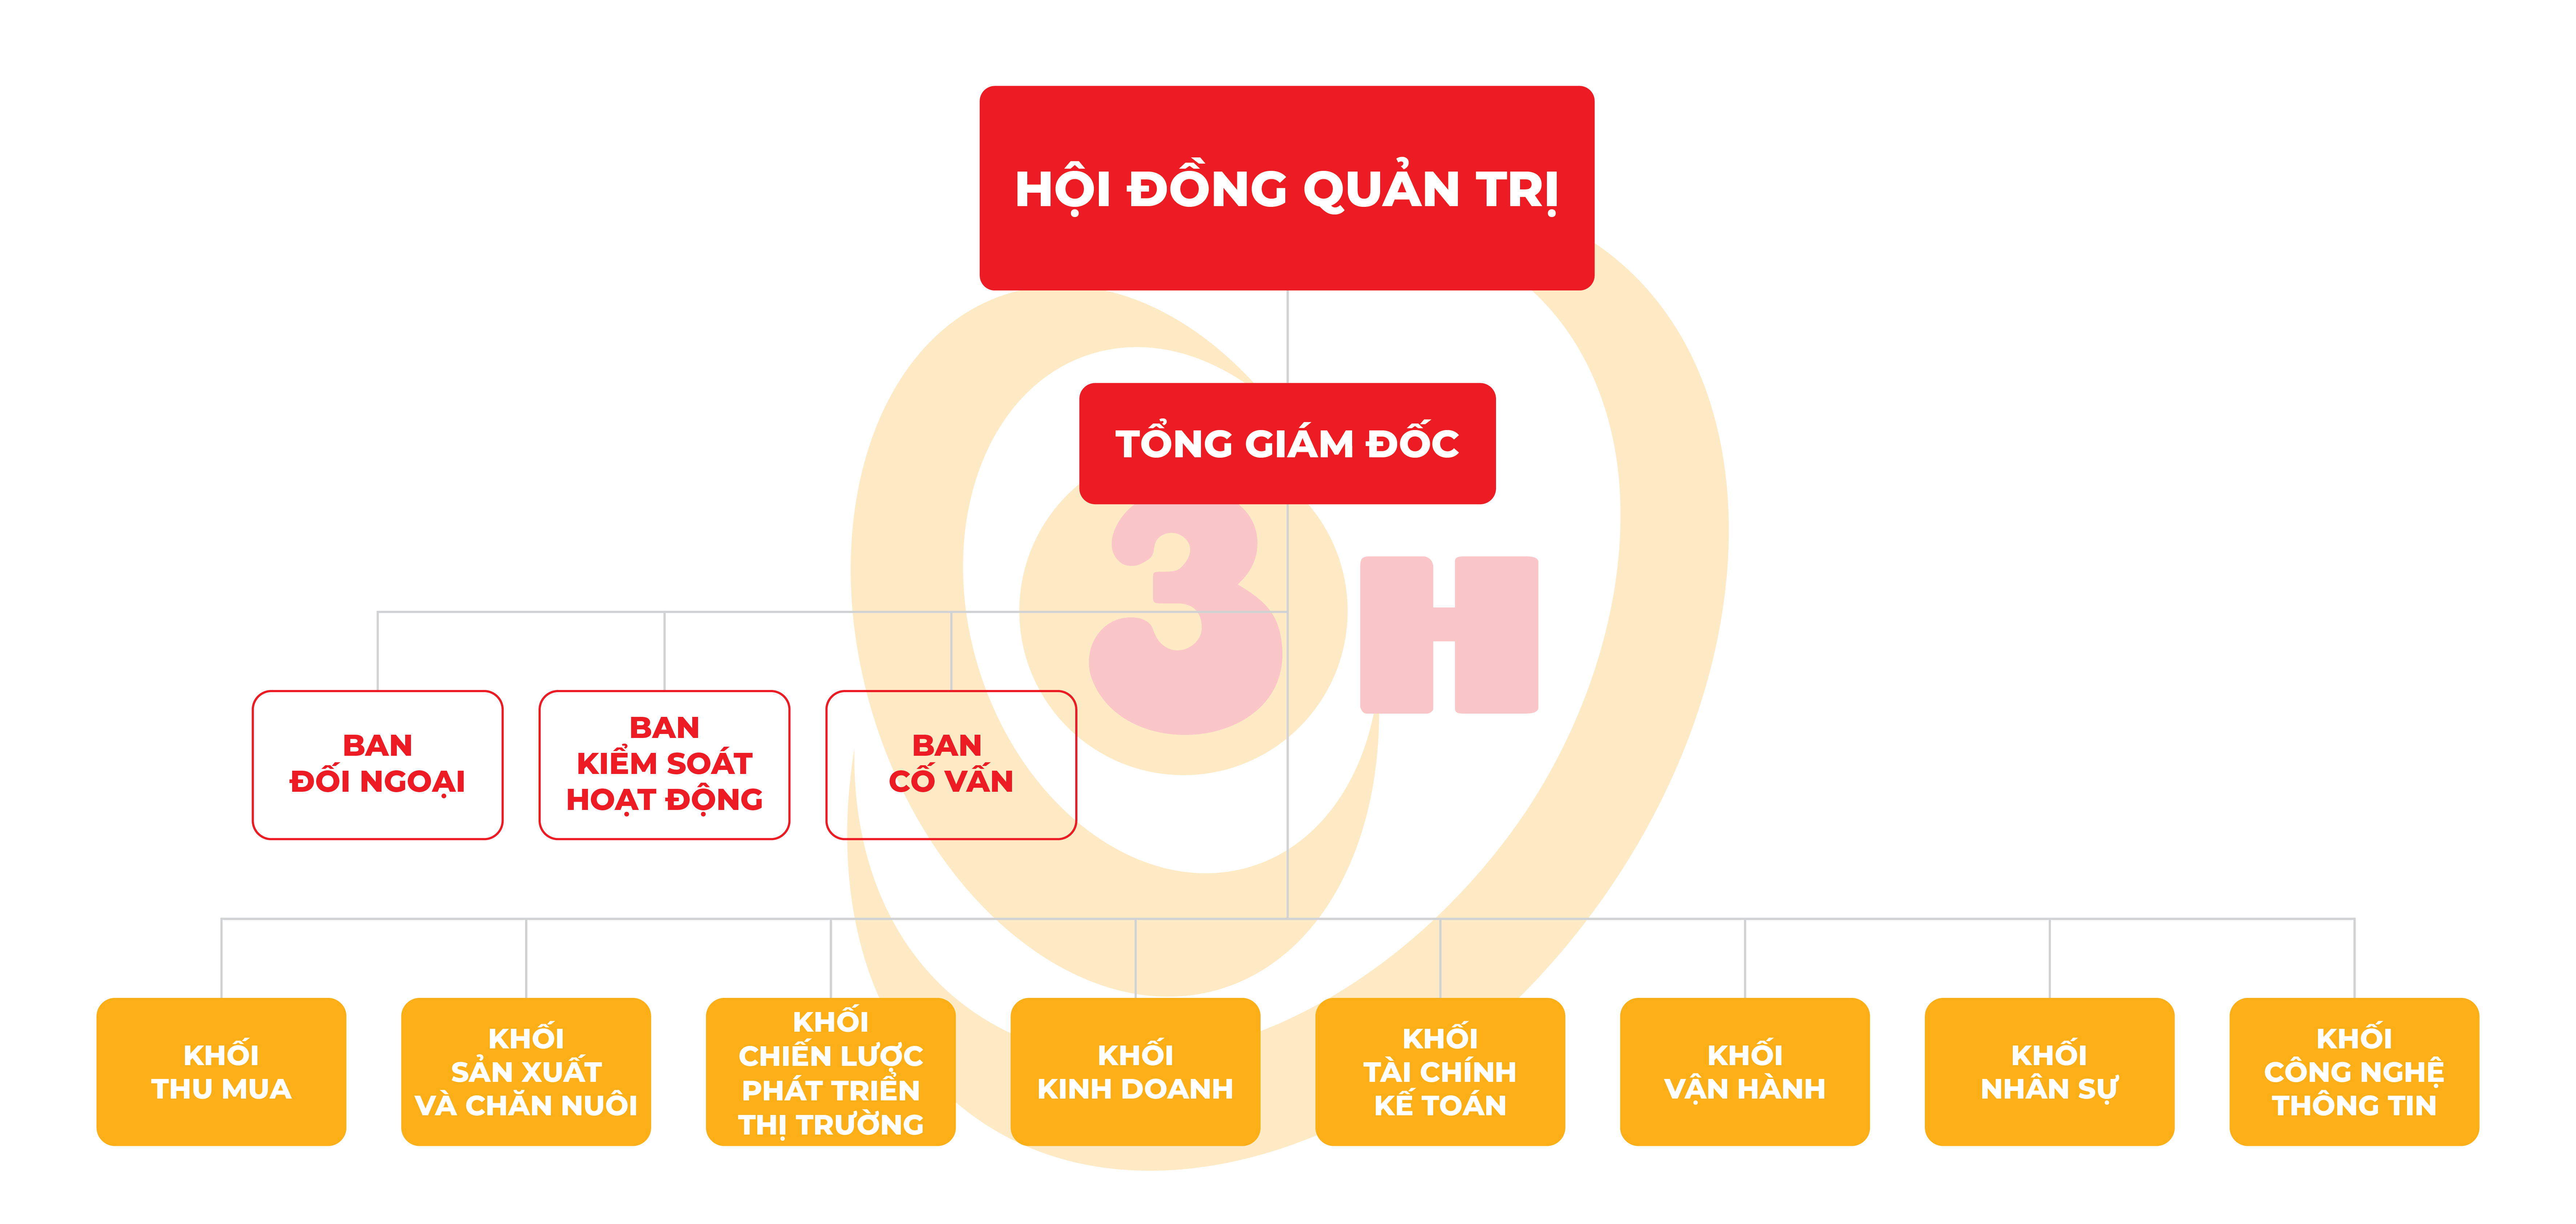 HỘI ĐỒNG QUẢN TRỊ
TỔNG GIÁM ĐỐC
3H
BAN
ĐỐI NGOẠI
BAN
KIỂM SOÁT
HOẠT ĐỘNG
BAN
CỐ VẤN
KHỐI
THU MUA
KHỐI
SẢN XUẤT
VÀ CHĂN NUÔI
KHỐI
CHIẾN LƯỢC
PHÁT TRIỂN
THỊ TRƯỜNG
KHỐI
KINH DOANH
KHỐI
TÀI CHÍNH
KẾ TOÁN
KHỐI
VẬN HÀNH
KHỐI
NHÂN SỰ
KHỐI
CÔNG NGHỆ
THÔNG TIN